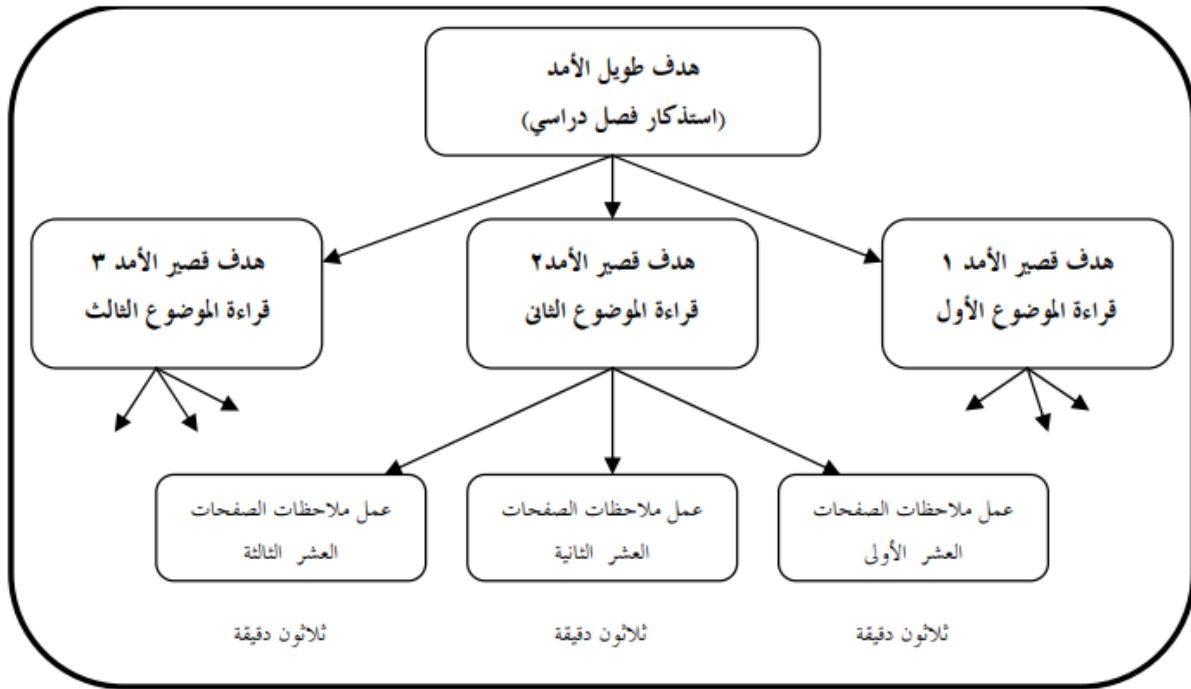 هدف طويل الأمد
(استذكار فصل دراسي)
هدف قصير الأمد ١
قراءة الموضوع الأول
هدف قصير الأمد٢
قراءة الموضوع الثانى
هدف قصير الأمد ٣
قراءة الموضوع الثالث
عمل ملاحظات الصفحات
العشر الأولى
عمل ملاحظات الصفحات
العشر الثانية
عمل ملاحظات الصفحات
العشر الثالثة
ثلاثون دقيقة
ثلاثون دقيقة
ثلاثون دقيقة